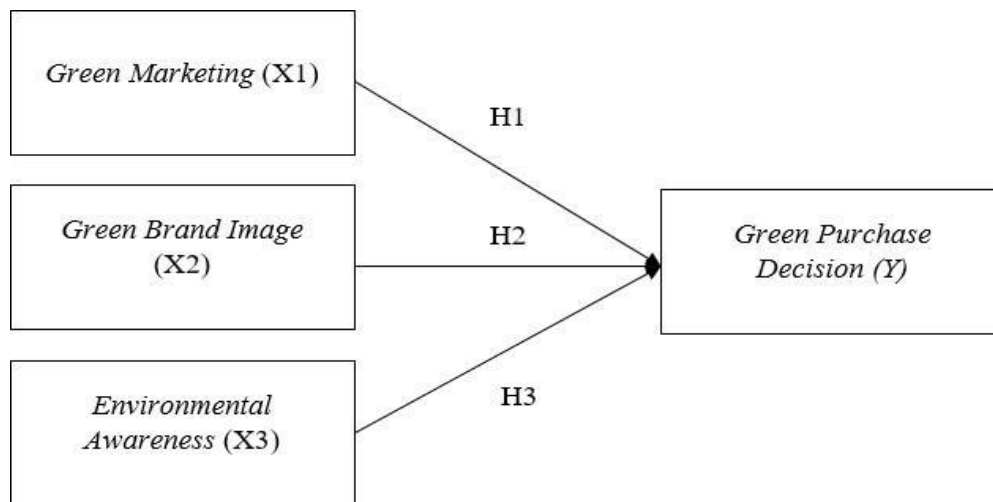 Green Marketing (X1)
H1
Green Brand Image
(X2)
H2
Green Purchase
Decision (Y)
Environmental
Awareness (X3)
H3